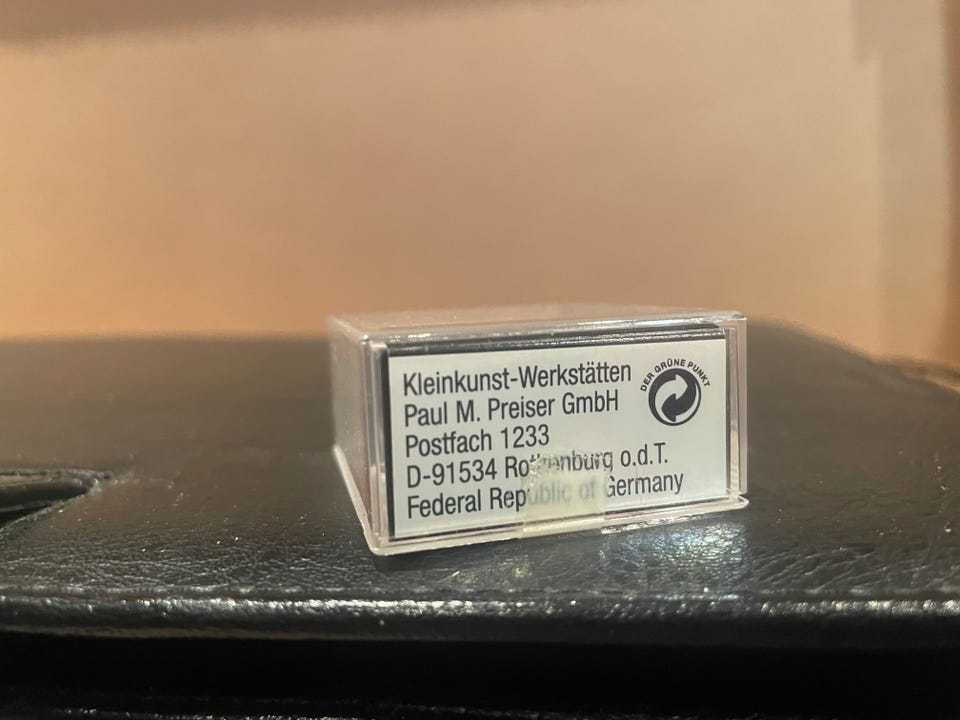 Kleinkunst-Werkstätten
Paul M. Preiser GmbH
Postfach 1233
D-91534 Rothenburg o.d.T.
Federal Republic of Germany
DER GRÜNE PUNKT